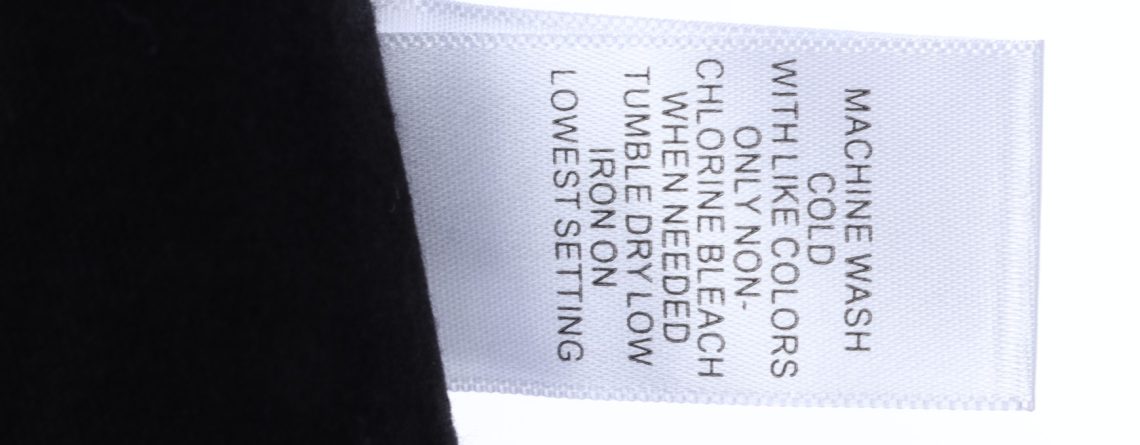 MACHINE WASH
COLD
WITH LIKE COLORS
ONLY NON-
CHLORINE BLEACH
WHEN NEEDED
TUMBLE DRY LOW
IRON ON
LOWEST SETTING